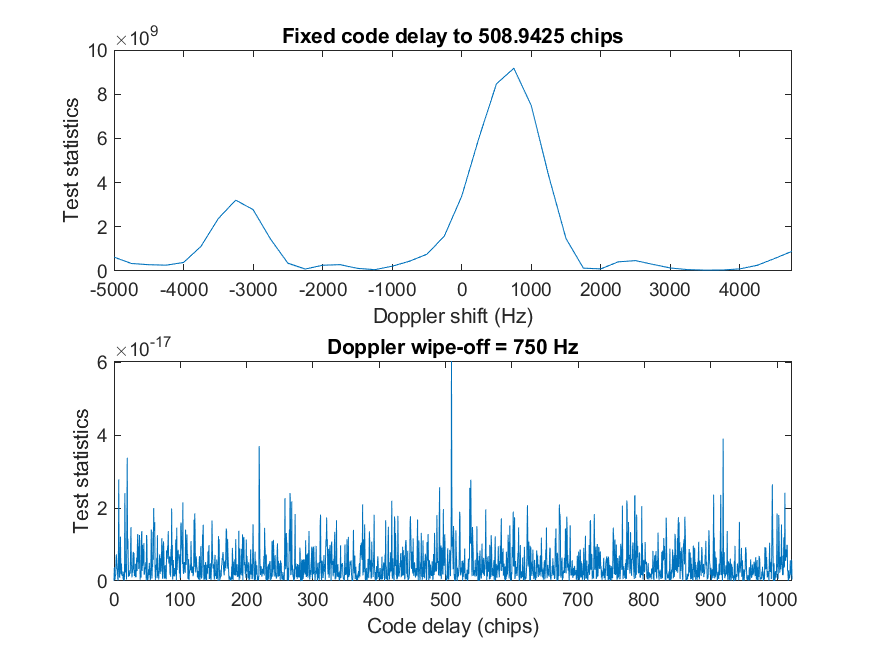 ×10^9
Fixed code delay to 508.9425 chips
10
8
6
4
2
0
Test statistics
-5000 -4000 -3000 -2000 -1000 0 1000 2000 3000 4000
Doppler shift (Hz)
×10^-17
Doppler wipe-off = 750 Hz
6
4
2
0
Test statistics
0 100 200 300 400 500 600 700 800 900 1000
Code delay (chips)